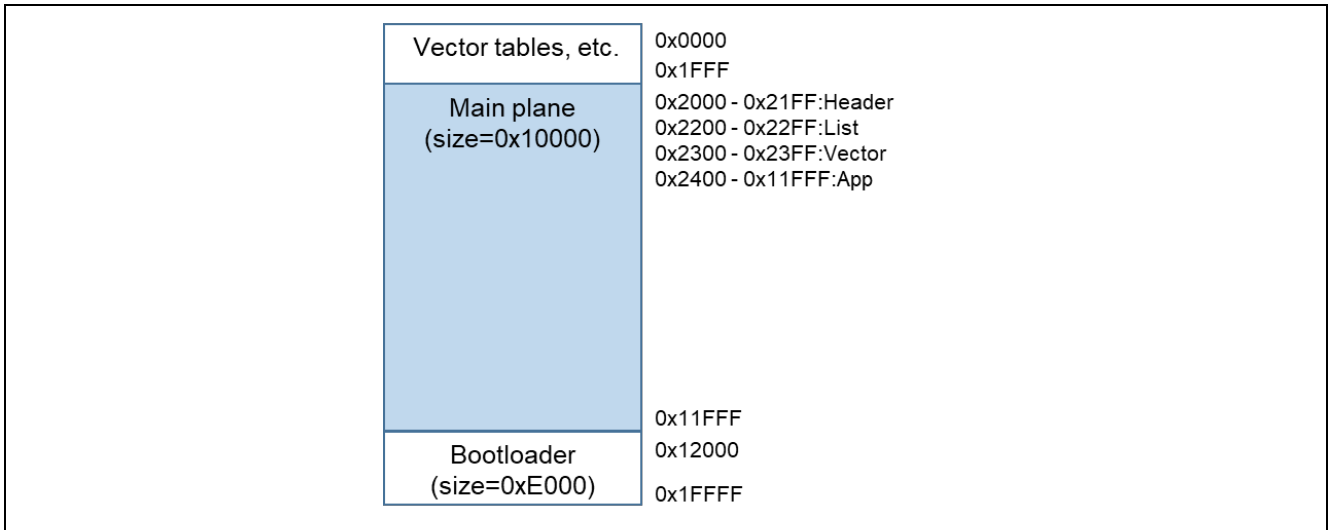 Vector tables, etc.
0x0000
0x1FFF
Main plane
(size=0x10000)
0x2000 - 0x21FF:Header
0x2200 - 0x22FF:List
0x2300 - 0x23FF:Vector
0x2400 - 0x11FFF:App
0x11FFF
Bootloader
(size=0xE000)
0x12000
0x1FFFF